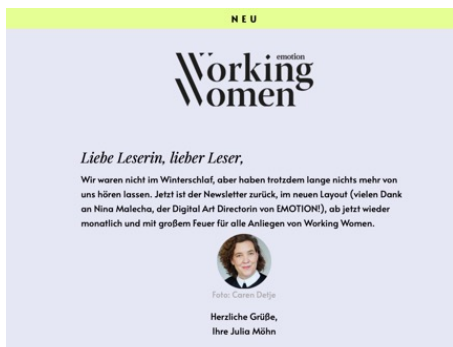 NEU
emotion
Working
Women
Liebe Leserin, lieber Leser,
Wir waren nicht im Winterschlaf, aber haben trotzdem lange nichts mehr von
uns hören lassen. Jetzt ist der Newsletter zurück, im neuen Layout (vielen Dank
an Nina Malecha, der Digital Art Directorin von EMOTION!), ab jetzt wieder
monatlich und mit großem Feuer für alle Anliegen von Working Women.
Foto: Caren Detje
Herzliche Grüße,
Ihre Julia Möhn